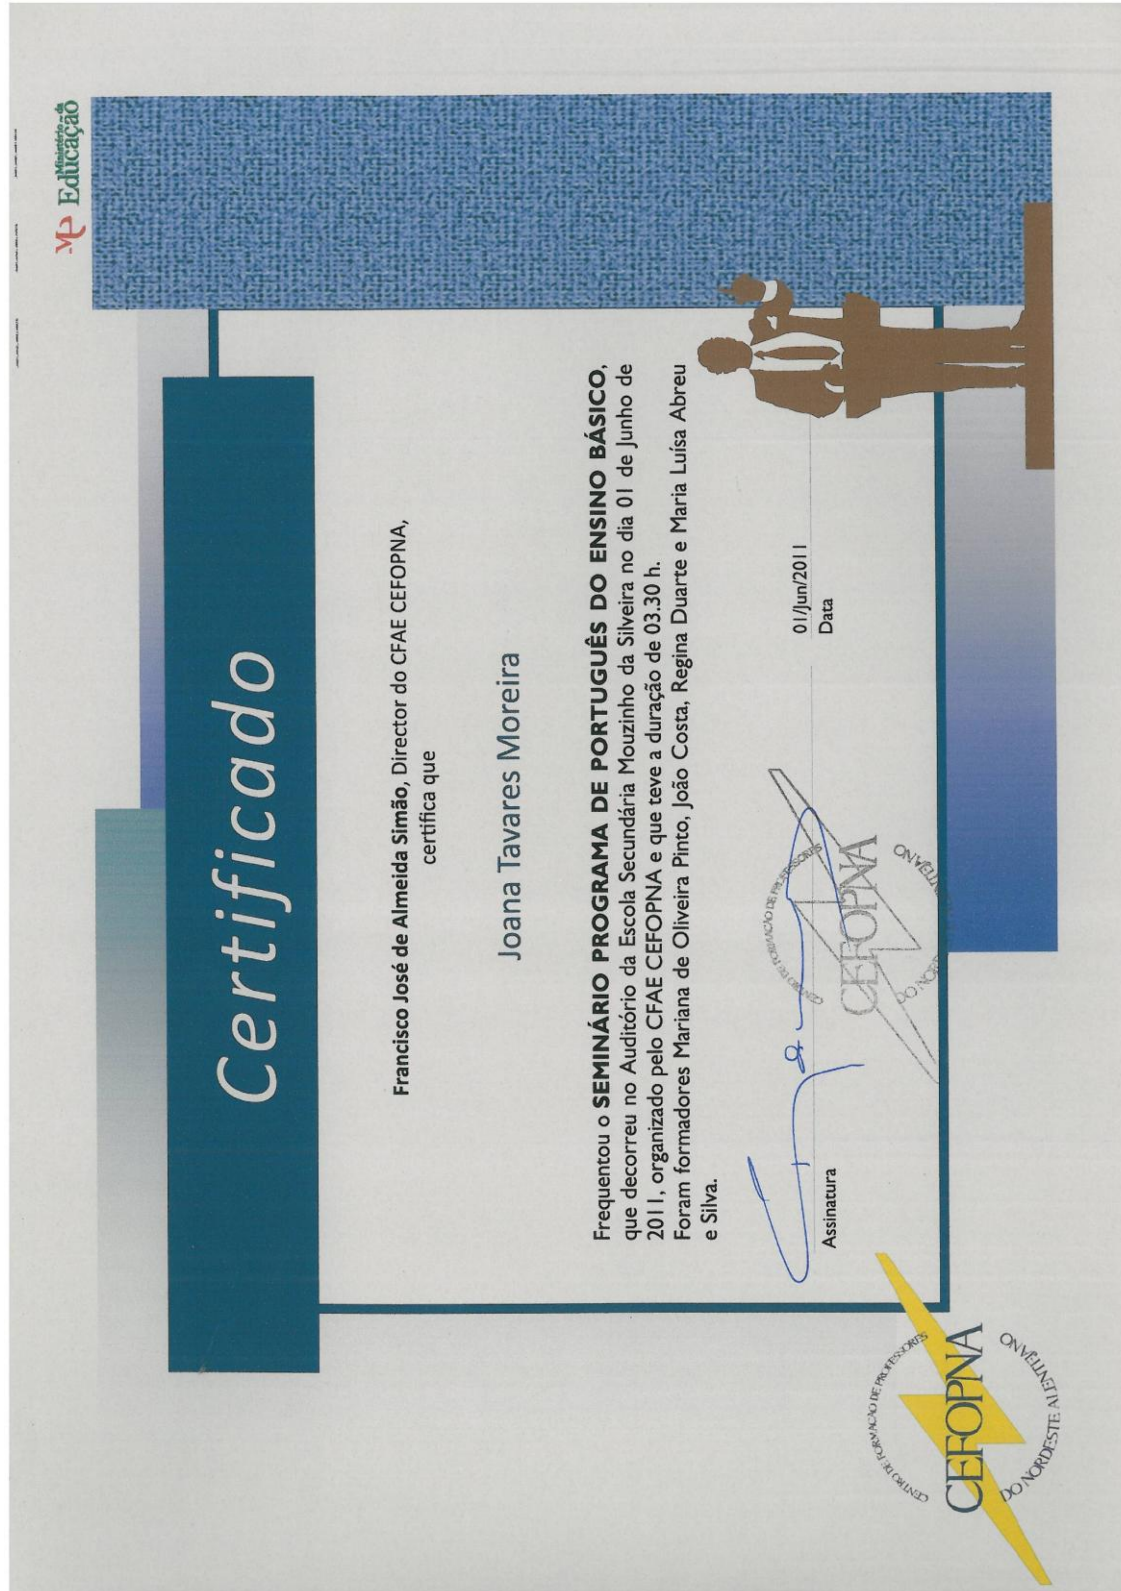 Ministério da
Educação
Certificado
Francisco José de Almeida Simão, Director do CFAE CEFOPNA,
certifica que
Joana Tavares Moreira
Frequentou o SEMINÁRIO PROGRAMA DE PORTUGUÊS DO ENSINO BÁSICO,
que decorreu no Auditório da Escola Secundária Mouzinho da Silveira no dia 01 de Junho de
2011, organizado pelo CFAE CEFOPNA e que teve a duração de 03.30 h.
Foram formadores Mariana de Oliveira Pinto, João Costa, Regina Duarte e Maria Luísa Abreu
e Silva.
01/Jun/2011
Assinatura
Data
CENTRO DE FORMAÇÃO DE PROFESSORES
CEFOPNA
DO NORDESTE ALENTEJANO
CENTRO DE FORMAÇÃO DE PROFESSORES
CEFOPNA
DO NORDESTE ALENTEJANO